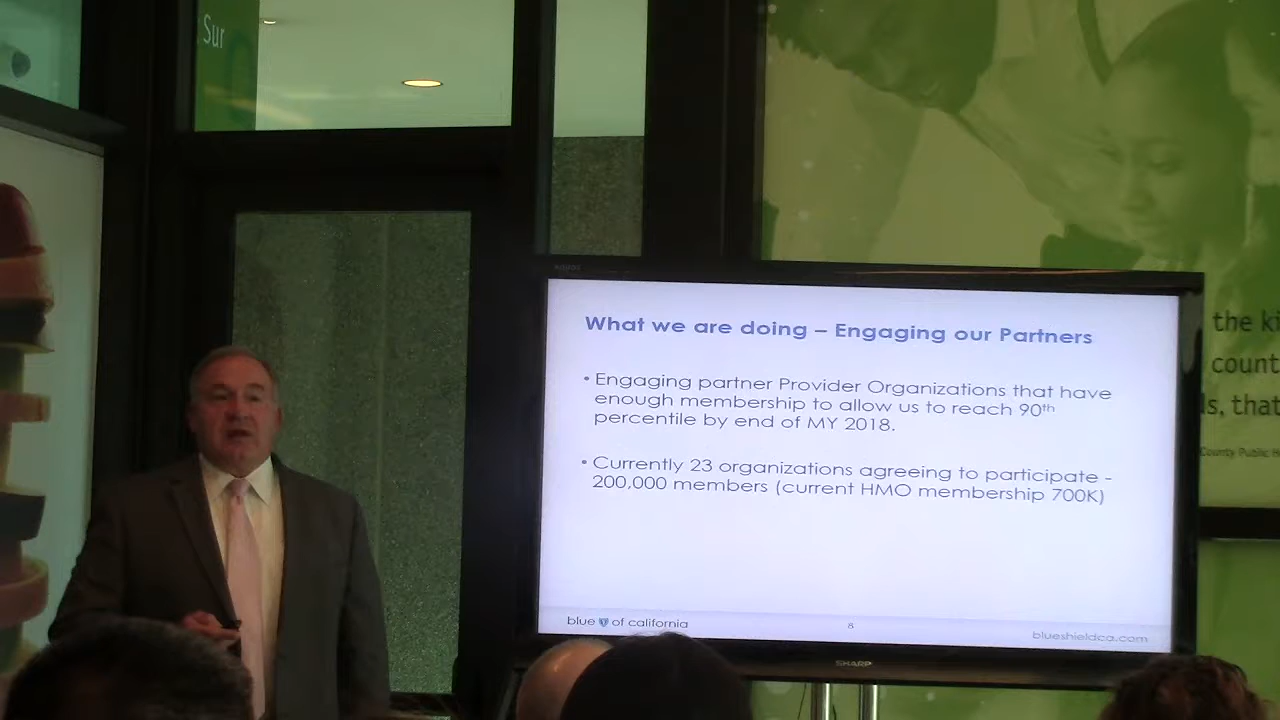 Sur
What we are doing – Engaging our Partners
• Engaging partner Provider Organizations that have
enough membership to allow us to reach 90th
percentile by end of MY 2018.
• Currently 23 organizations agreeing to participate -
200,000 members (current HMO membership 700K)
blue of california
8
blueshieldca.com
SHARP
the ki
count
s, that
County Public H